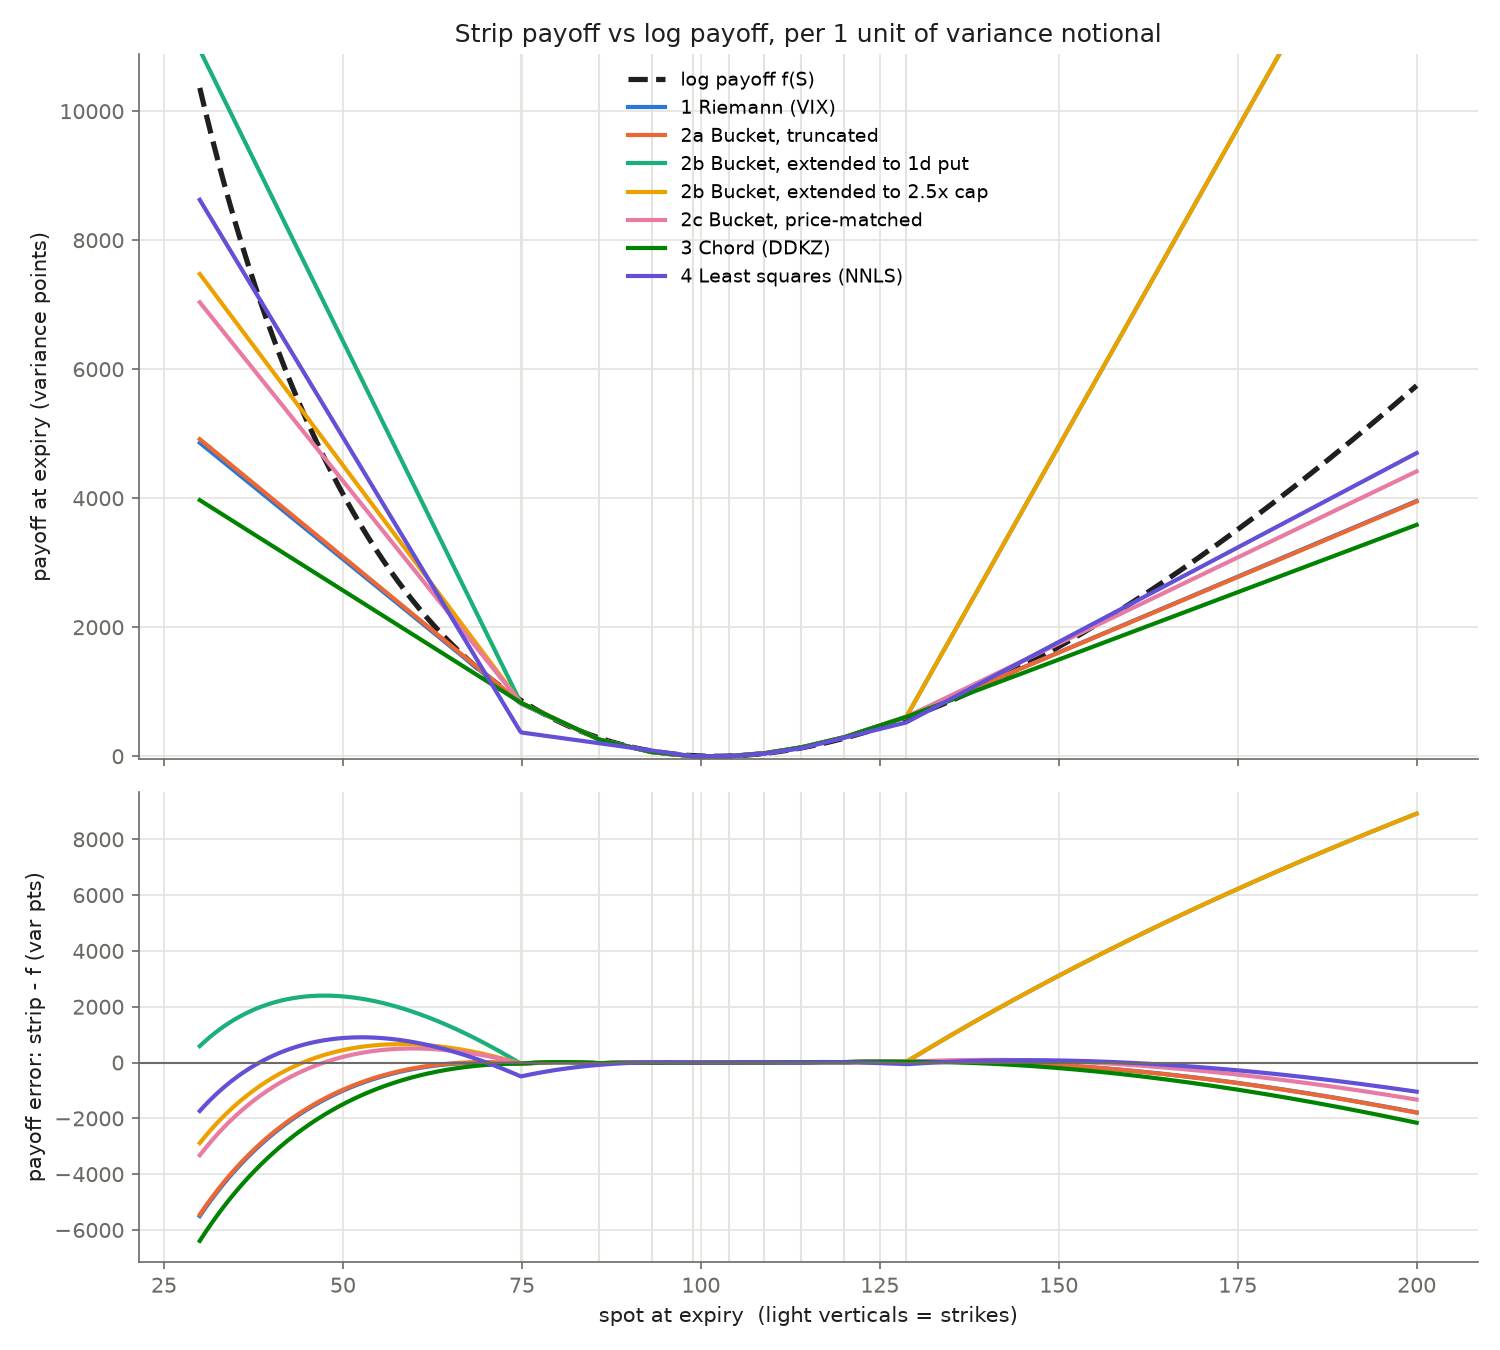 Strip payoff vs log payoff, per 1 unit of variance notional
log payoff f(S)
1 Riemann (VIX)
2a Bucket, truncated
2b Bucket, extended to 1d put
2b Bucket, extended to 2.5x cap
2c Bucket, price-matched
3 Chord (DDKZ)
4 Least squares (NNLS)
payoff at expiry (variance points)
10000
8000
6000
4000
2000
0
payoff error: strip - f (var pts)
8000
6000
4000
2000
0
−2000
−4000
−6000
25 50 75 100 125 150 175 200
spot at expiry  (light verticals = strikes)